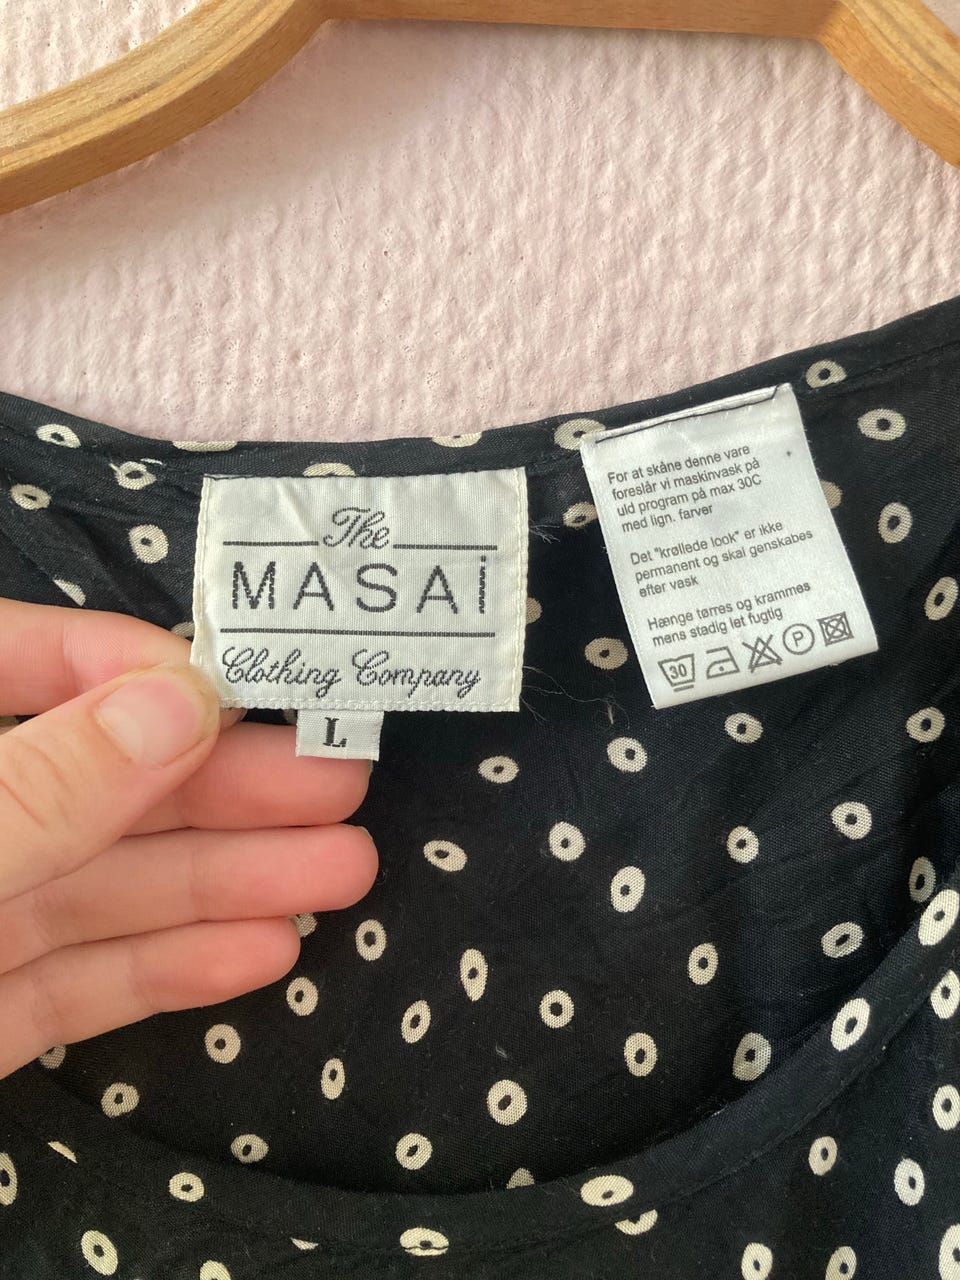 The
MASAi
Clothing Company
L
For at skåne denne vare
foreslår vi maskinvask på
uld program på max 30C
med lign. farver
Det "krøllede look" er ikke
permanent og skal genskabes
efter vask
Hænge tørres og krammes
mens stadig let fugtig
30 P